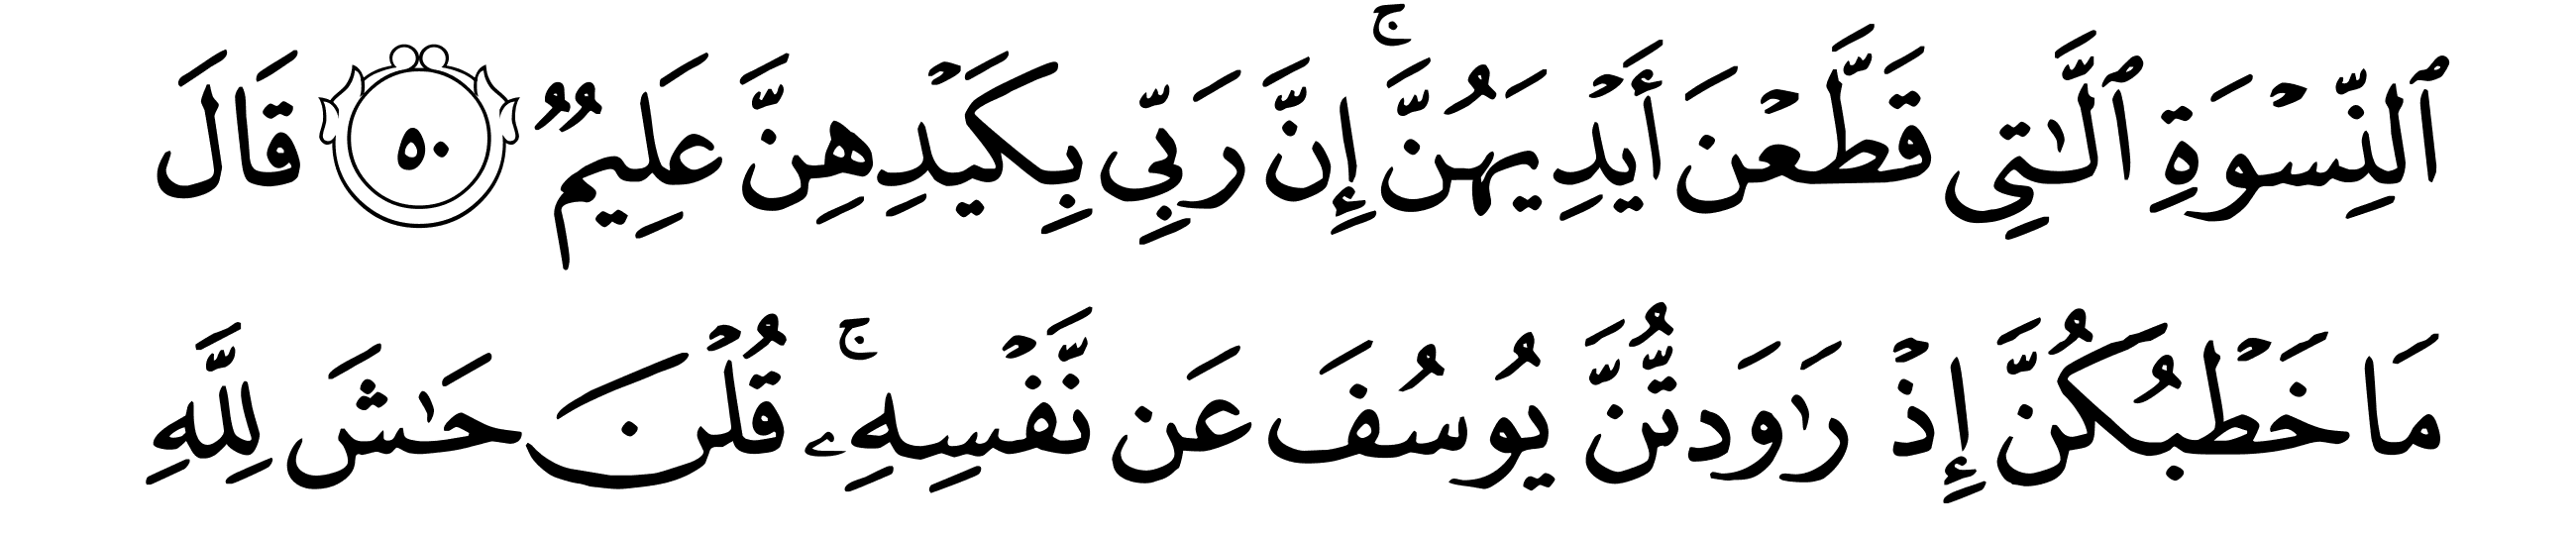 ٱلنِّسۡوَةِ ٱلَّٰتِي قَطَّعۡنَ أَيۡدِيَهُنَّۚ إِنَّ رَبِّي بِكَيۡدِهِنَّ عَلِيمٞ ٥٠ قَالَ
مَا خَطۡبُكُنَّ إِذۡ رَٰوَدتُّنَّ يُوسُفَ عَن نَّفۡسِهِۦۚ قُلۡنَ حَٰشَ لِلَّهِ